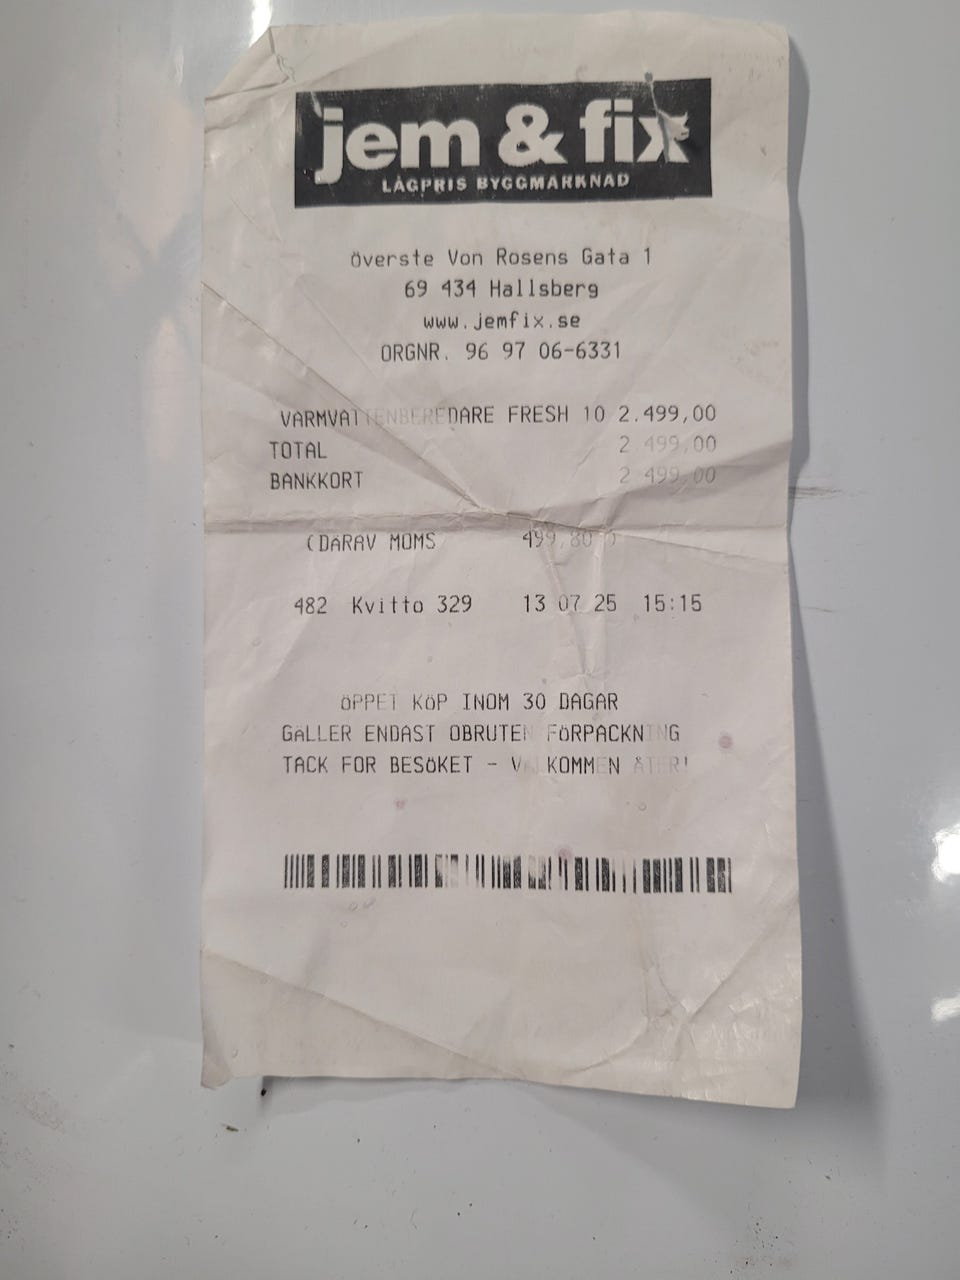 jem & fix
LÅGPRIS BYGGMARKNAD
Överste Von Rosens Gata 1
69 434 Hallsberg
www.jemfix.se
ORGNR. 96 97 06-6331
VARMVATTENBEREDARE FRESH 10 2.499,00
TOTAL 2 499,00
BANKKORT 2 499,00
(DARAV MOMS 499,80 )
482 Kvitto 329 13 07 25 15:15
ÖPPET KÖP INOM 30 DAGAR
GÄLLER ENDAST OBRUTEN FÖRPACKNING
TACK FÖR BESÖKET - VÄLKOMMEN ÅTER!